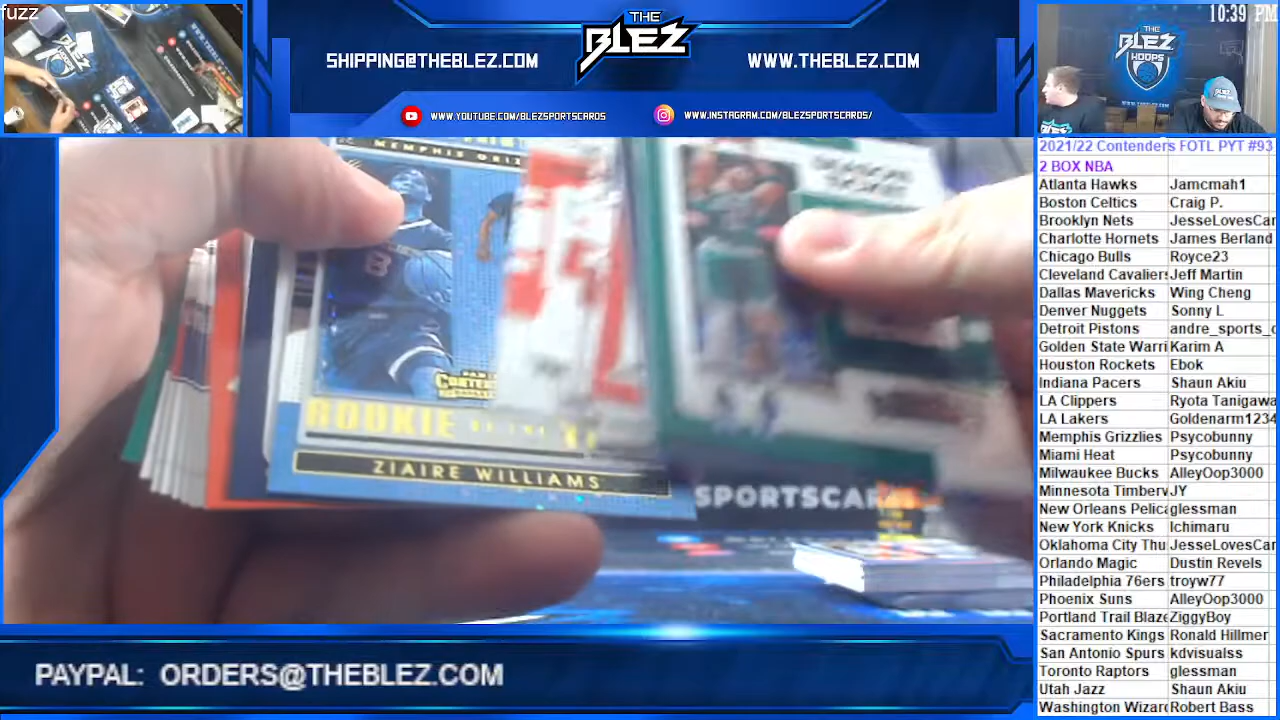 fuzz
THE
BLEZ
SHIPPING@THEBLEZ.COM
WWW.THEBLEZ.COM
WWW.YOUTUBE.COM/BLEZSPORTSCARDS
WWW.INSTAGRAM.COM/BLEZSPORTSCARDS/
10:39 PM
THE
BLEZ
HOOPS
2021/22 Contenders FOTL PYT #93
2 BOX NBA
Atlanta Hawks Jamcmah1
Boston Celtics Craig P.
Brooklyn Nets JesseLovesCar
Charlotte Hornets James Berland
Chicago Bulls Royce23
Cleveland Cavaliers Jeff Martin
Dallas Mavericks Wing Cheng
Denver Nuggets Sonny L
Detroit Pistons andre_sports_c
Golden State Warri Karim A
Houston Rockets Ebok
Indiana Pacers Shaun Akiu
LA Clippers Ryota Tanigawa
LA Lakers Goldenarm1234
Memphis Grizzlies Psycobunny
Miami Heat Psycobunny
Milwaukee Bucks AlleyOop3000
Minnesota Timberv JY
New Orleans Pelica glessman
New York Knicks Ichimaru
Oklahoma City Thu JesseLovesCar
Orlando Magic Dustin Revels
Philadelphia 76ers troyw77
Phoenix Suns AlleyOop3000
Portland Trail Blaze ZiggyBoy
Sacramento Kings Ronald Hillmer
San Antonio Spurs kdvisualss
Toronto Raptors glessman
Utah Jazz Shaun Akiu
Washington Wizard Robert Bass
MEMPHIS GRIZ
ROOKIE OF THE YE
ZIAIRE WILLIAMS
SEASON
TICKET
SPORTSCAR
PAYPAL: ORDERS@THEBLEZ.COM